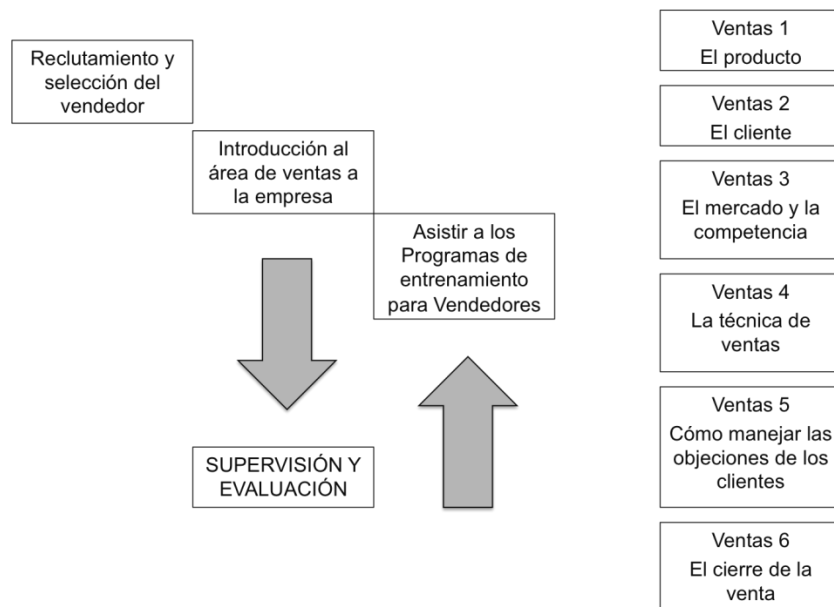 Reclutamiento y
selección del
vendedor
Introducción al
área de ventas a
la empresa
Asistir a los
Programas de
entrenamiento
para Vendedores
SUPERVISIÓN Y
EVALUACIÓN
Ventas 1
El producto
Ventas 2
El cliente
Ventas 3
El mercado y la
competencia
Ventas 4
La técnica de
ventas
Ventas 5
Cómo manejar las
objeciones de los
clientes
Ventas 6
El cierre de la
venta